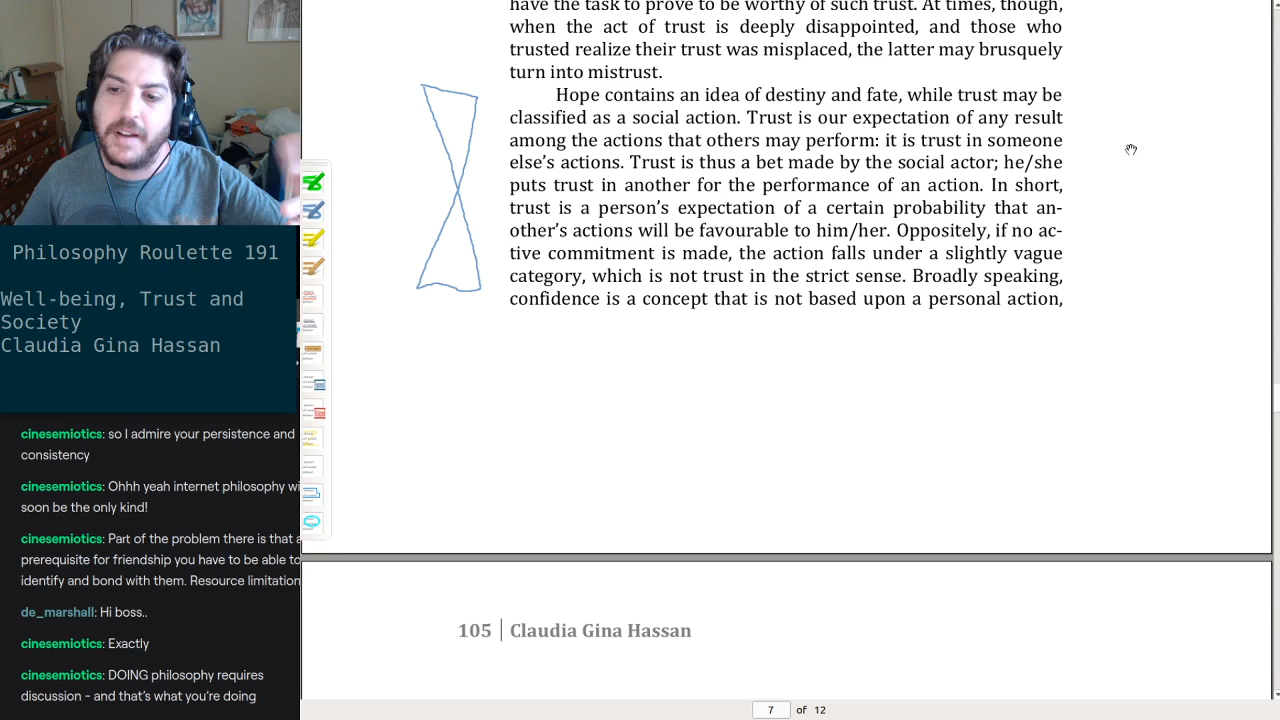 have the task to prove to be worthy of such trust. At times, though,
when the act of trust is deeply disappointed, and those who
trusted realize their trust was misplaced, the latter may brusquely
turn into mistrust.
Hope contains an idea of destiny and fate, while trust may be
classified as a social action. Trust is our expectation of any result
among the actions that others may perform: it is trust in someone
else's actions. Trust is thus a bet made by the social actor; he/she
puts trust in another for the performance of an action. In short,
trust is a person's expectation of a certain probability that an-
other's actions will be favourable to him/her. Oppositely, if no ac-
tive commitment is made, the action falls under a slightly vague
category which is not trust in the strict sense. Broadly speaking,
confidence is a concept that is not based upon a personal action,
105 | Claudia Gina Hassan
7 of 12
Philosophy Roulette 191
Well-being, Trust and
Society
Claudia Gina Hassan
cinesemiotics: so I admire your persistence and
consistency
cinesemiotics: Ohhh yeah internet philosophy w
soon be the only kind!
cinesemiotics: Part of the problem there is that
prerequisite for friendship you have to be able to
identify and bond with them. Resource limitation
de_marshall: Hi boss..
cinesemiotics: Exactly
cinesemiotics: DOING philosophy requires
discussion - and that's what you're doing